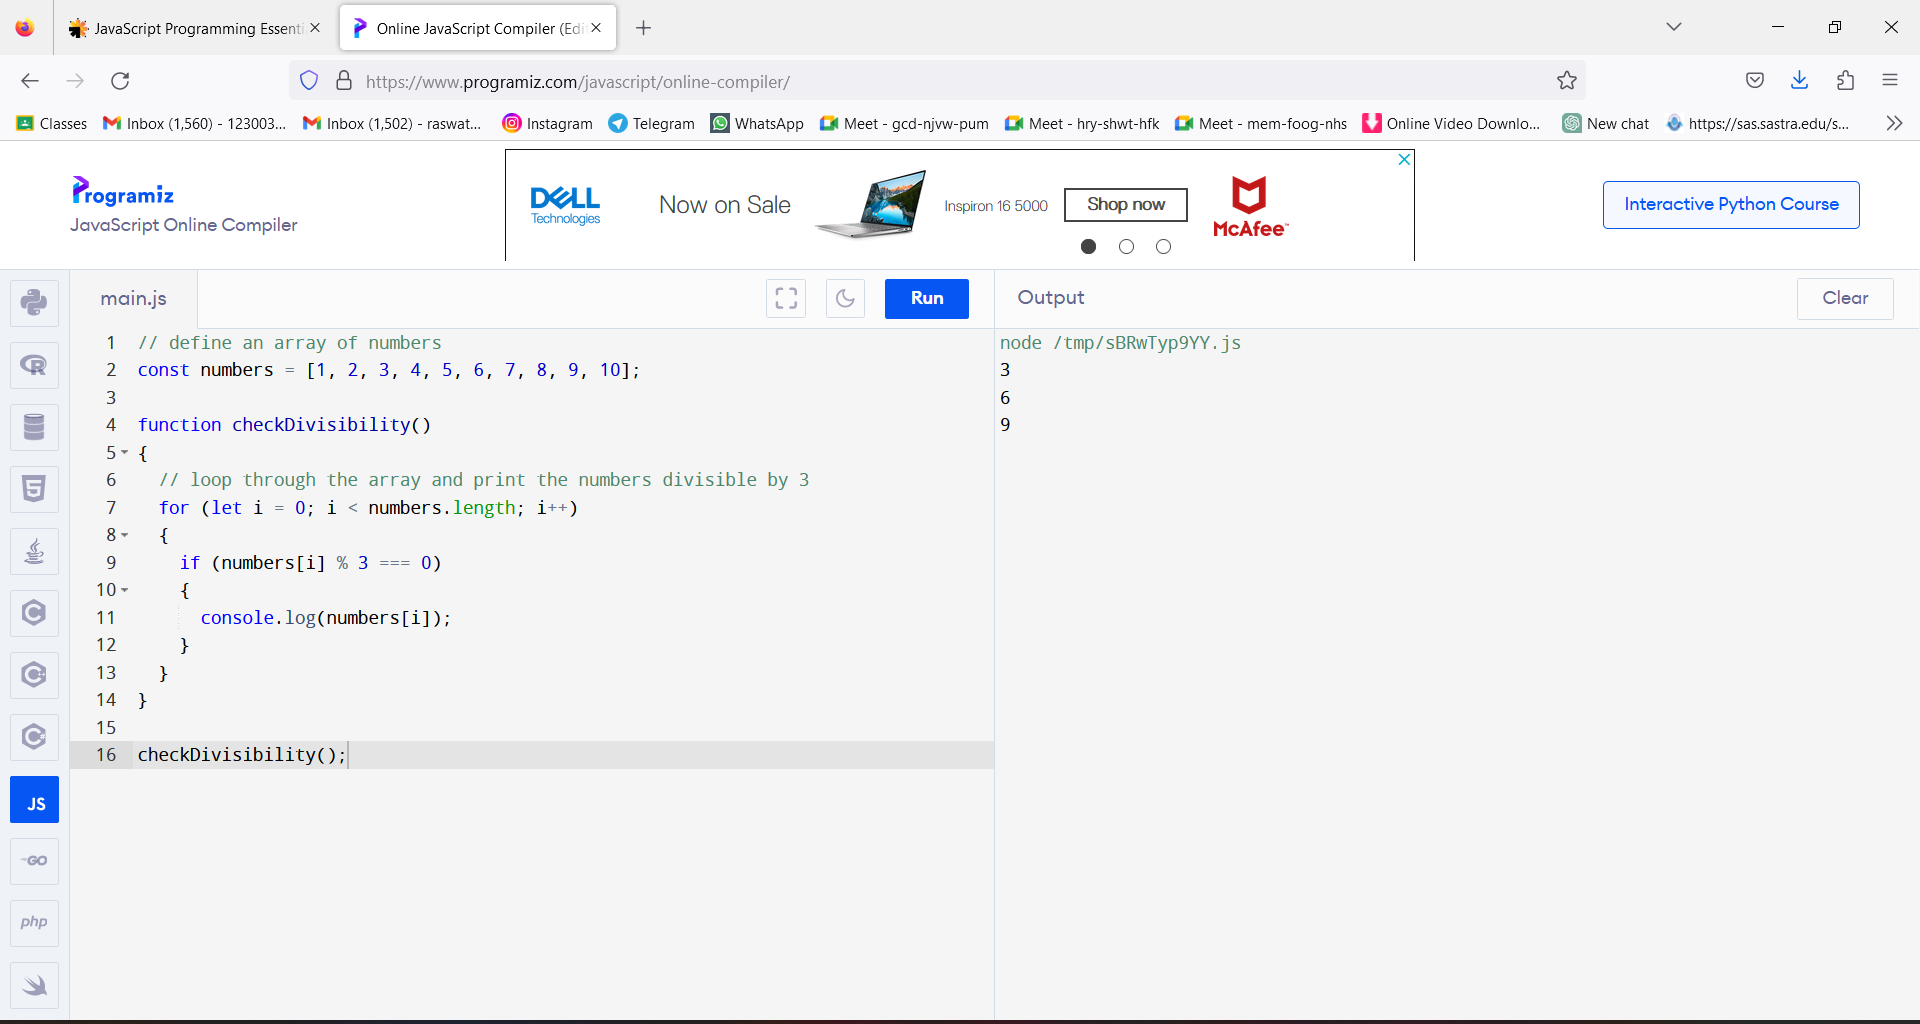 JavaScript Programming Essenti
Online JavaScript Compiler (Edi
https://www.programiz.com/javascript/online-compiler/
Classes
Inbox (1,560) - 123003...
Inbox (1,502) - raswat...
Instagram
Telegram
WhatsApp
Meet - gcd-njvw-pum
Meet - hry-shwt-hfk
Meet - mem-foog-nhs
Online Video Downlo...
New chat
https://sas.sastra.edu/s...
Programiz
JavaScript Online Compiler
DELL
Technologies
Now on Sale
Inspiron 16 5000
Shop now
McAfee™
Interactive Python Course
main.js
Run
Output
Clear
1 // define an array of numbers
2 const numbers = [1, 2, 3, 4, 5, 6, 7, 8, 9, 10];
3
4 function checkDivisibility()
5 {
6 // loop through the array and print the numbers divisible by 3
7 for (let i = 0; i < numbers.length; i++)
8 {
9 if (numbers[i] % 3 === 0)
10 {
11 console.log(numbers[i]);
12 }
13 }
14 }
15
16 checkDivisibility();
node /tmp/sBRwTyp9YY.js
3
6
9
R
5
C
C
C
JS
GO
php